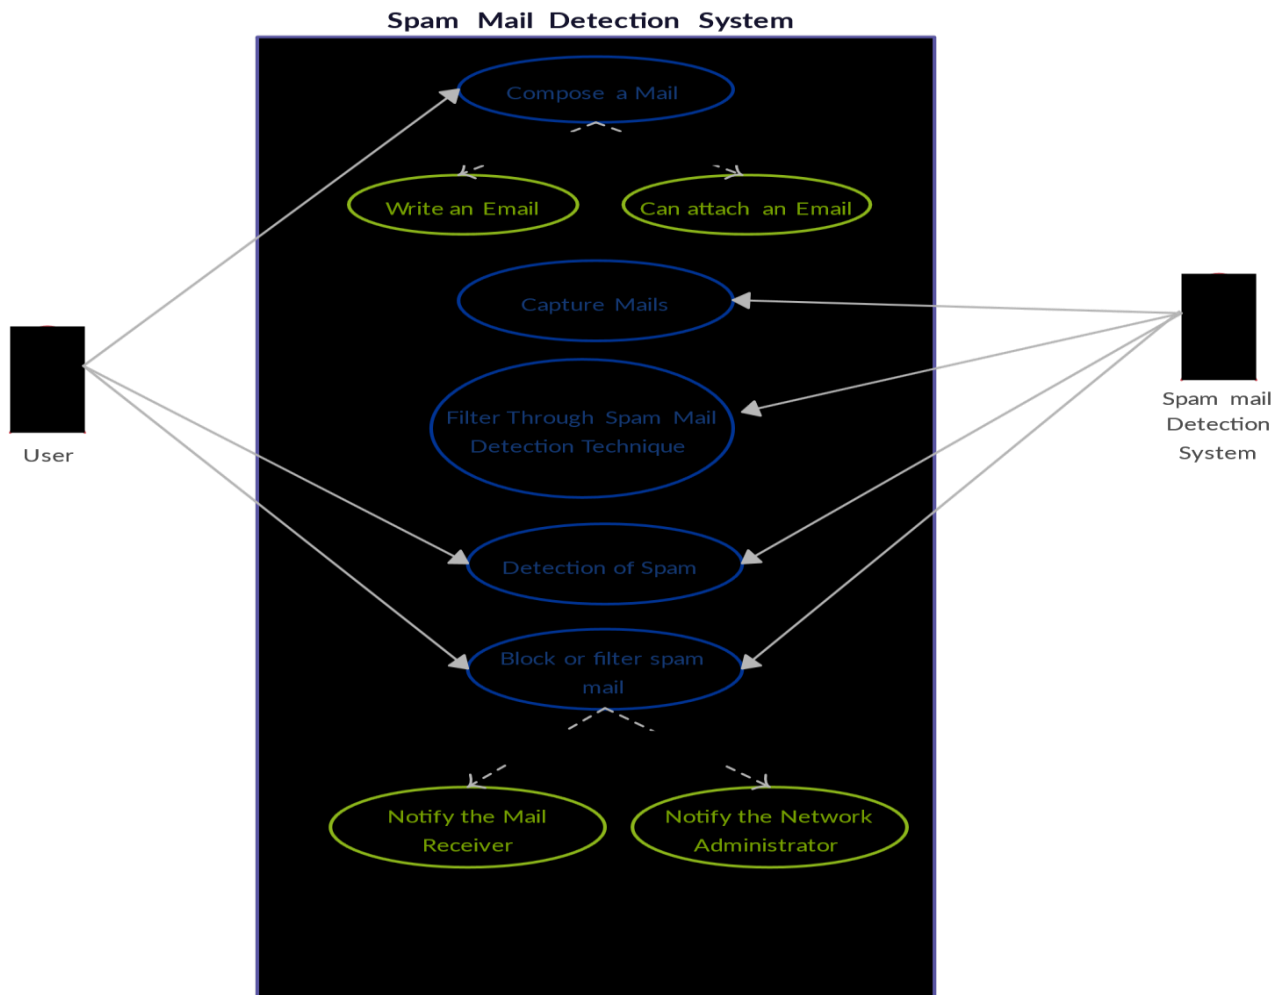 Spam Mail Detection System
Compose a Mail
Write an Email
Can attach an Email
Capture Mails
Filter Through Spam Mail
Detection Technique
Detection of Spam
Block or filter spam
mail
Notify the Mail
Receiver
Notify the Network
Administrator
User
Spam mail
Detection
System